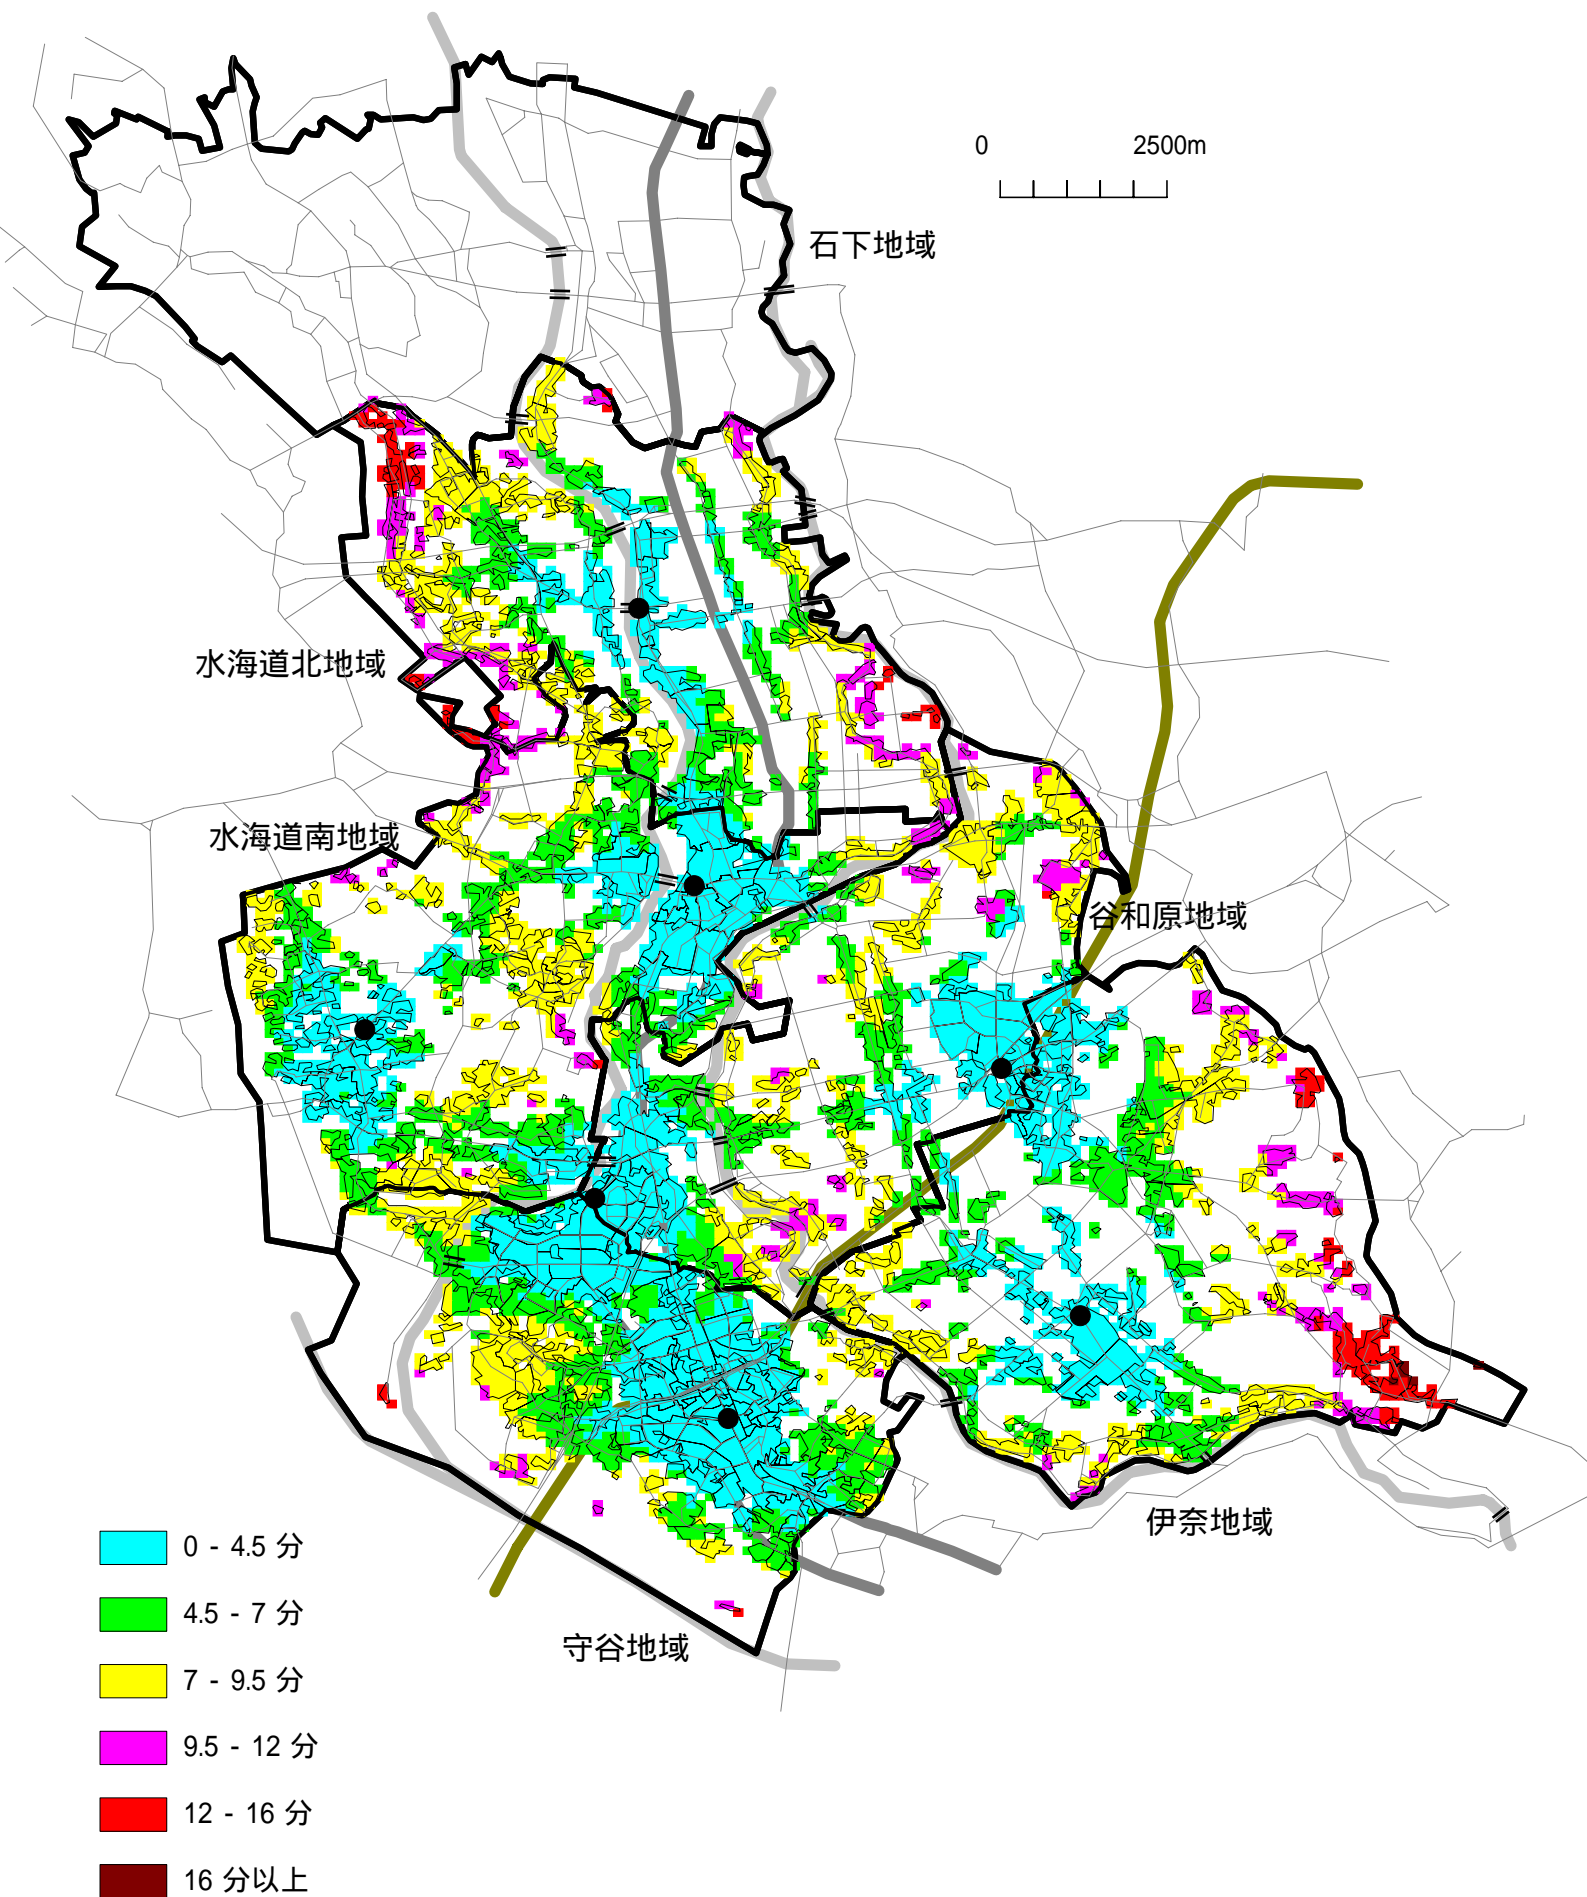 0 2500m
石下地域
水海道北地域
水海道南地域
谷和原地域
伊奈地域
守谷地域
0 - 4.5 分
4.5 - 7 分
7 - 9.5 分
9.5 - 12 分
12 - 16 分
16 分以上